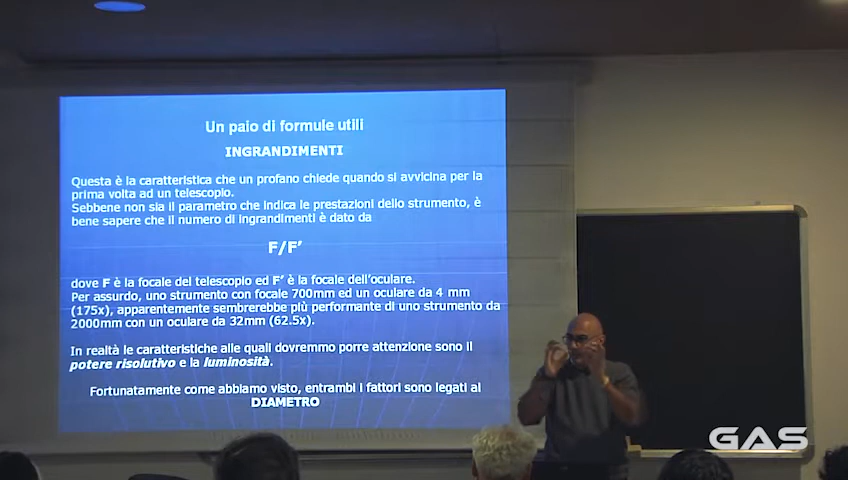 Un paio di formule utili
INGRANDIMENTI
Questa è la caratteristica che un profano chiede quando si avvicina per la
prima volta ad un telescopio.
Sebbene non sia il parametro che indica le prestazioni dello strumento, è
bene sapere che il numero di ingrandimenti è dato da
F/F’
dove F è la focale del telescopio ed F’ è la focale dell’oculare.
Per assurdo, uno strumento con focale 700mm ed un oculare da 4 mm
(175x), apparentemente sembrerebbe più performante di uno strumento da
2000mm con un oculare da 32mm (62.5x).
In realtà le caratteristiche alle quali dovremmo porre attenzione sono il
potere risolutivo e la luminosità.
Fortunatamente come abbiamo visto, entrambi i fattori sono legati al
DIAMETRO
GAS